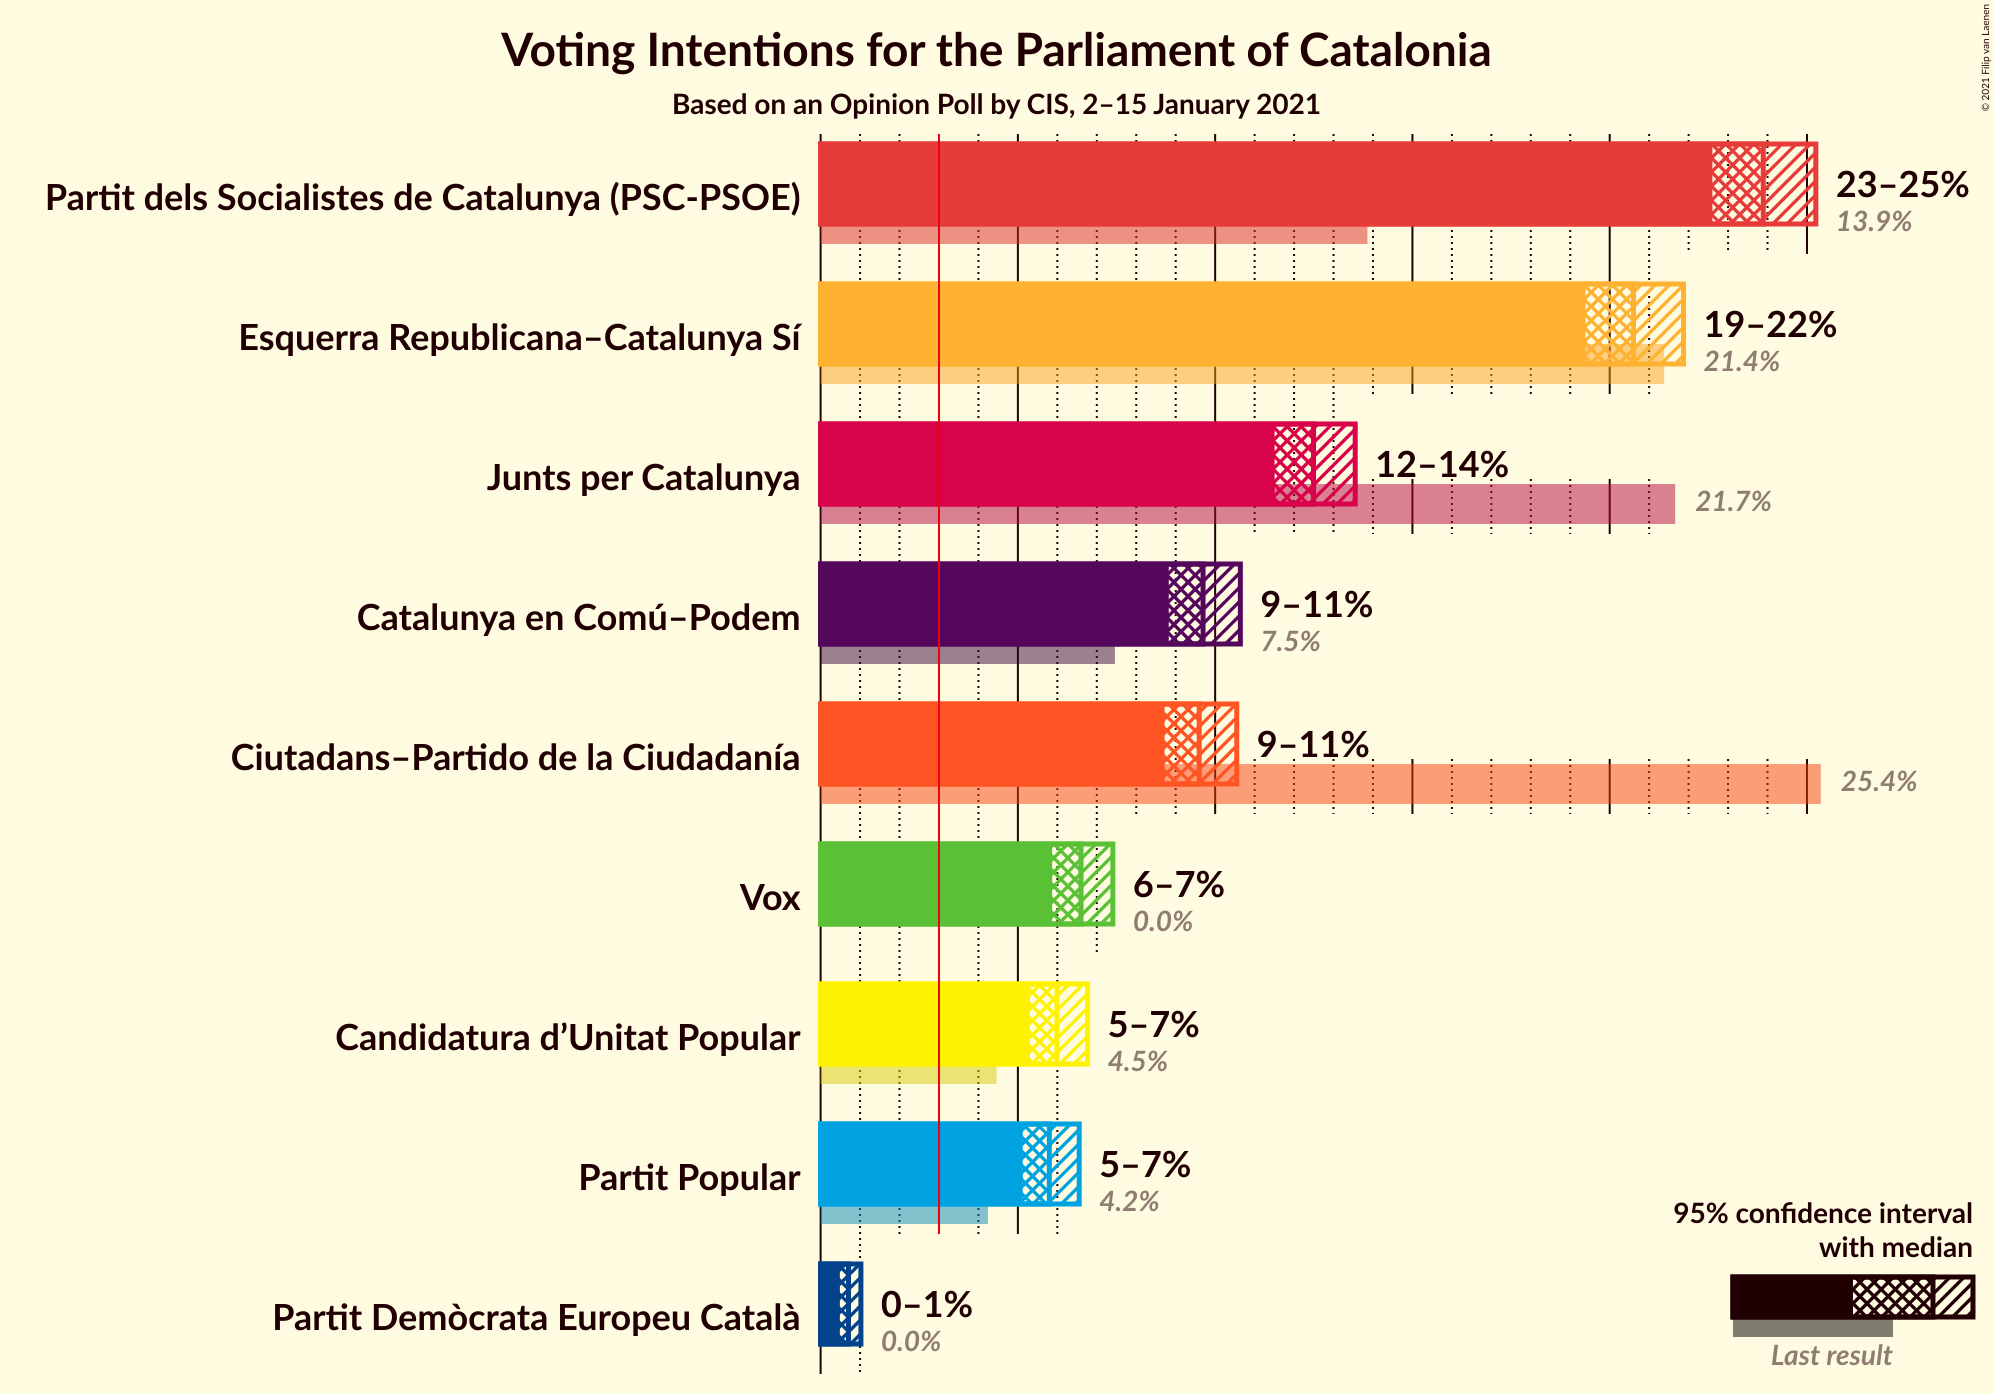 Voting Intentions for the Parliament of Catalonia
Based on an Opinion Poll by CIS, 2–15 January 2021
© 2021 Filip van Laenen
Partit dels Socialistes de Catalunya (PSC-PSOE)
23–25%
13.9%
Esquerra Republicana–Catalunya Sí
19–22%
21.4%
Junts per Catalunya
12–14%
21.7%
Catalunya en Comú–Podem
9–11%
7.5%
Ciutadans–Partido de la Ciudadanía
9–11%
25.4%
Vox
6–7%
0.0%
Candidatura d’Unitat Popular
5–7%
4.5%
Partit Popular
5–7%
4.2%
Partit Demòcrata Europeu Català
0–1%
0.0%
95% confidence interval
with median
Last result